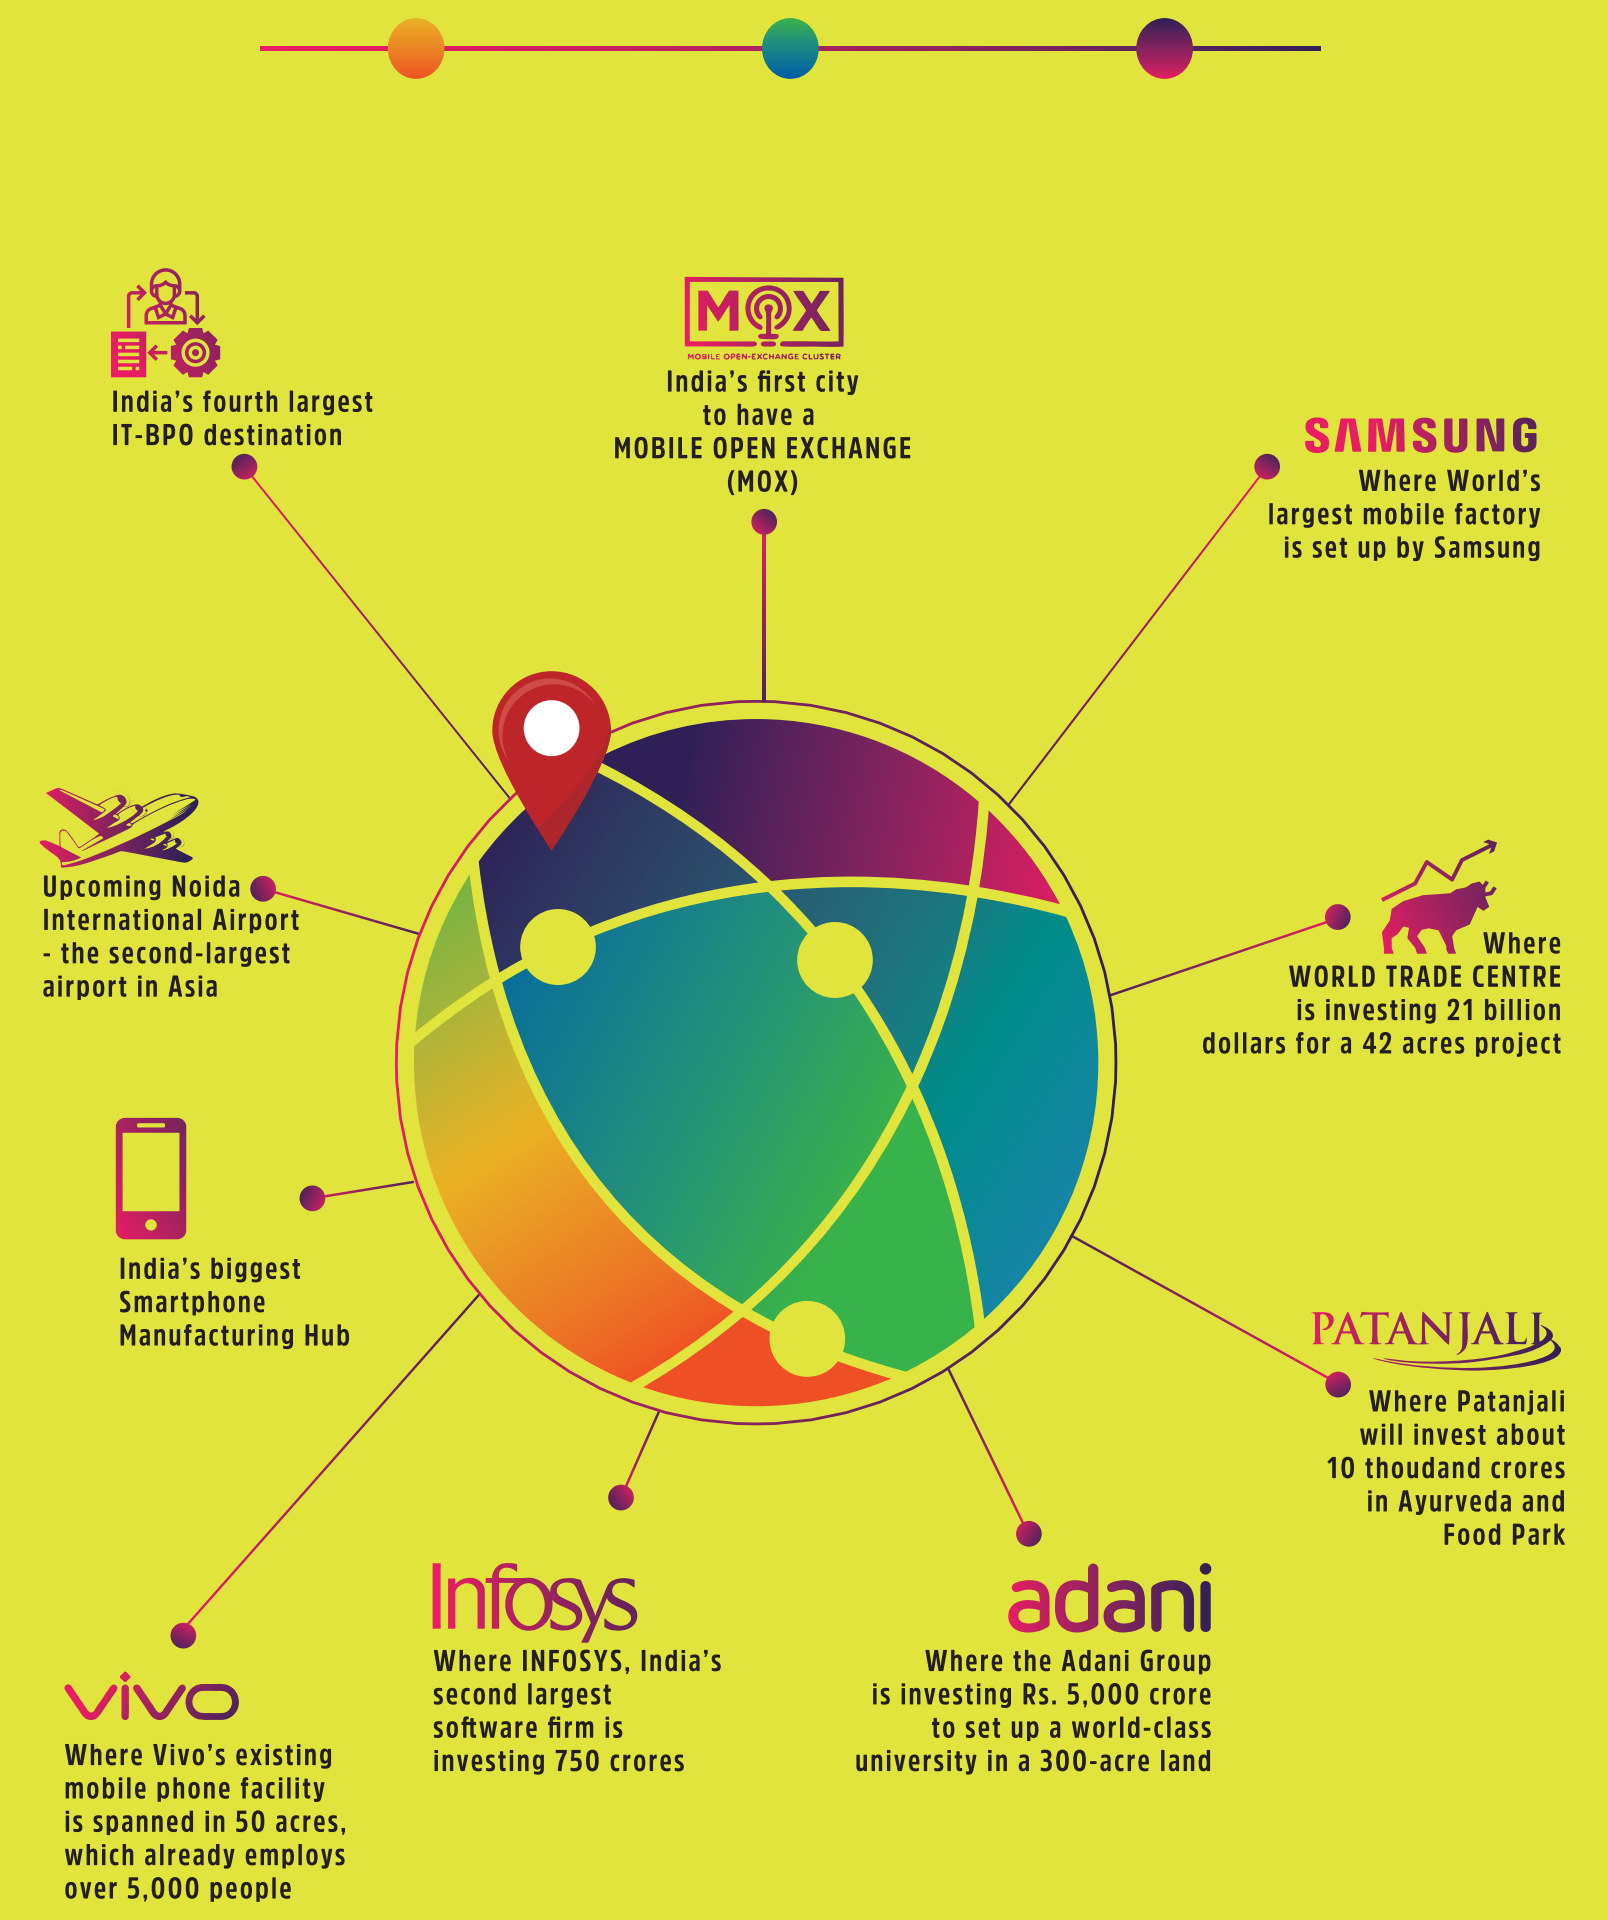 India's fourth largest
IT-BPO destination
MOX
MOBILE OPEN-EXCHANGE CLUSTER
India's first city
to have a
MOBILE OPEN EXCHANGE
(MOX)
SAMSUNG
Where World's
largest mobile factory
is set up by Samsung
Upcoming Noida
International Airport
- the second-largest
airport in Asia
Where
WORLD TRADE CENTRE
is investing 21 billion
dollars for a 42 acres project
India's biggest
Smartphone
Manufacturing Hub
PATANJALI
Where Patanjali
will invest about
10 thoudand crores
in Ayurveda and
Food Park
vivo
Where Vivo's existing
mobile phone facility
is spanned in 50 acres,
which already employs
over 5,000 people
Infosys
Where INFOSYS, India's
second largest
software firm is
investing 750 crores
adani
Where the Adani Group
is investing Rs. 5,000 crore
to set up a world-class
university in a 300-acre land